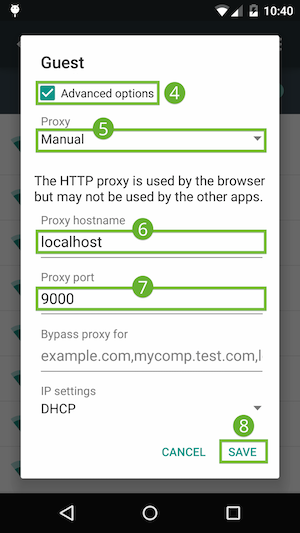 10:40
Guest
Advanced options 4
Proxy 5
Manual
The HTTP proxy is used by the browser
but may not be used by the other apps.
Proxy hostname 6
localhost
Proxy port 7
9000
Bypass proxy for
example.com,mycomp.test.com,l
IP settings
DHCP
8
CANCEL SAVE